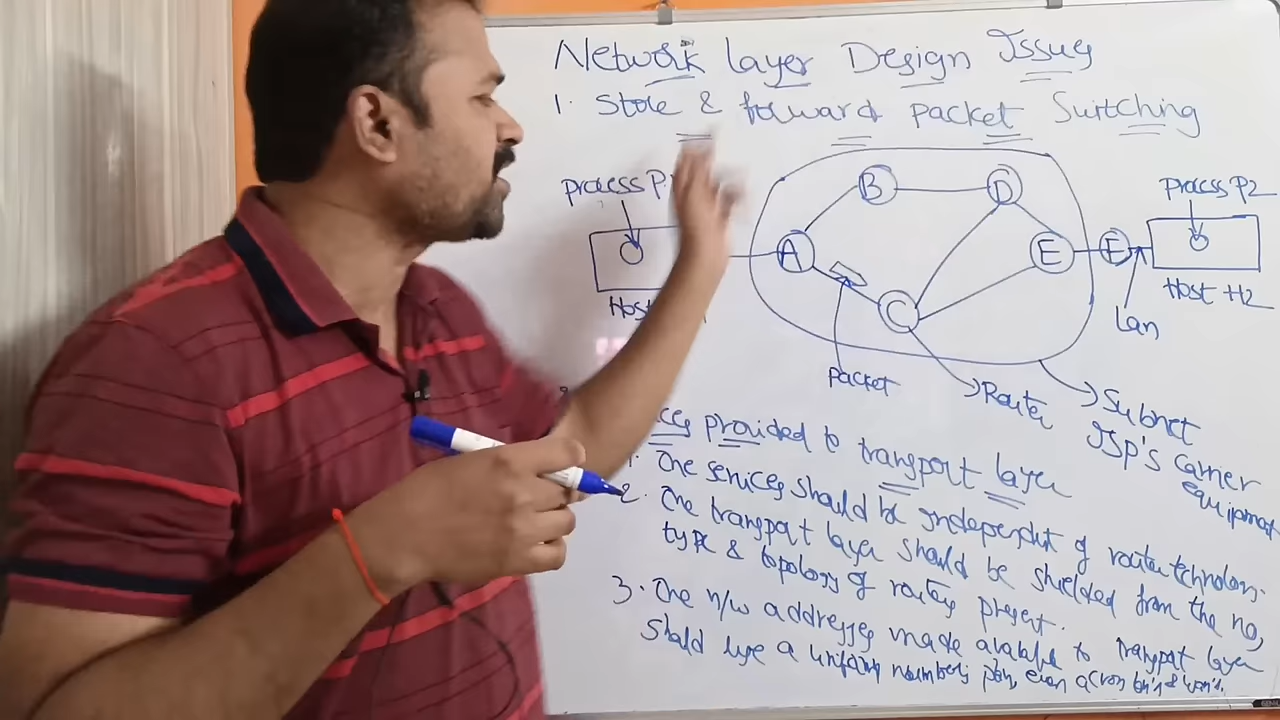 Network layer Design Issues
1. Store & forward packet Switching
process P
process P2
B
D
A
E
F
C
Host
Host H2
Lan
packet
Router
Subnet
ISP's carrier
equipment
ces provided to transport layer
1. The services should be independent of router technology.
2. The transport layer should be shielded from the no,
type & topology of routers present.
3. The n/w addresses made available to transport layer
should use a uniform numbering plan, even across lan's & wan's.